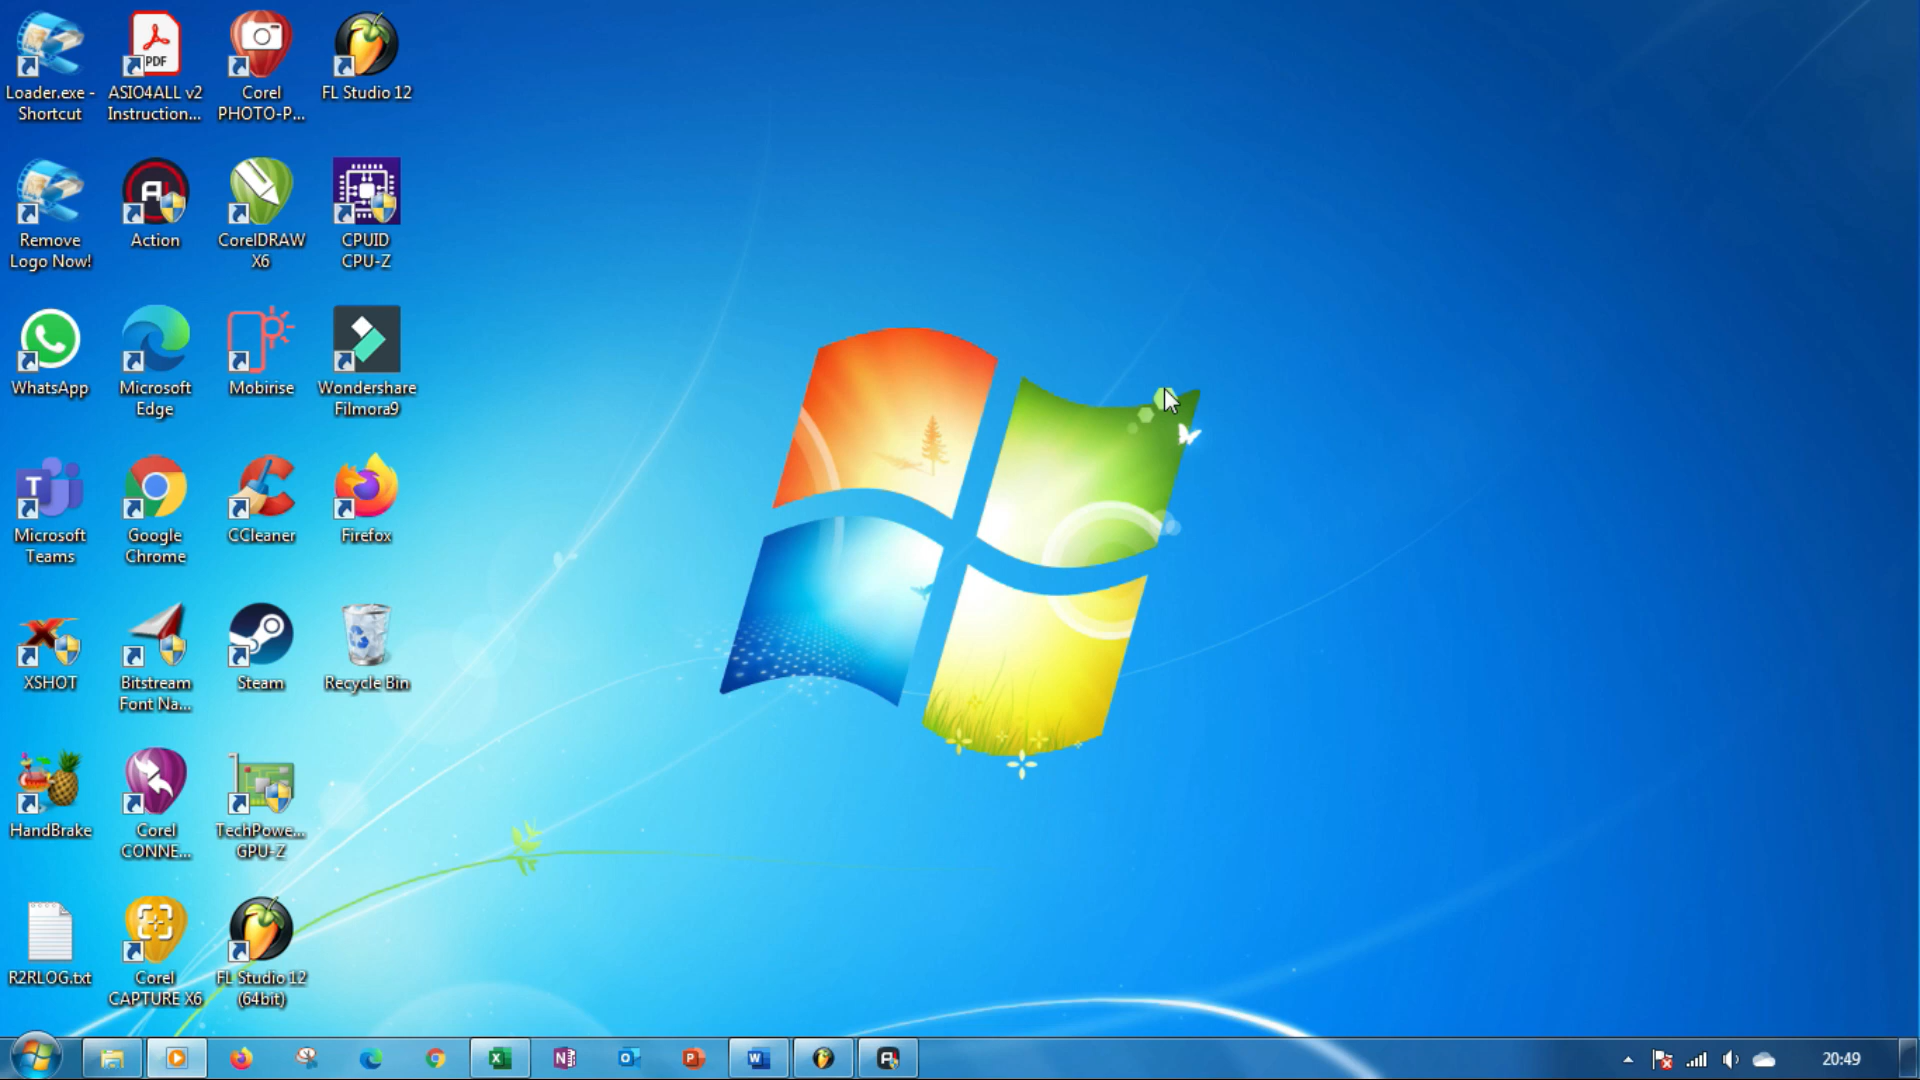 Loader.exe -
Shortcut
ASIO4ALL v2
Instruction...
Corel
PHOTO-P...
FL Studio 12
PDF
Remove
Logo Now!
Action
CorelDRAW
X6
CPUID
CPU-Z
WhatsApp
Microsoft
Edge
Mobirise
Wondershare
Filmora9
Microsoft
Teams
Google
Chrome
CCleaner
Firefox
XSHOT
Bitstream
Font Na...
Steam
Recycle Bin
HandBrake
Corel
CONNE...
TechPowe...
GPU-Z
R2RLOG.txt
Corel
CAPTURE X6
FL Studio 12
(64bit)
20:49